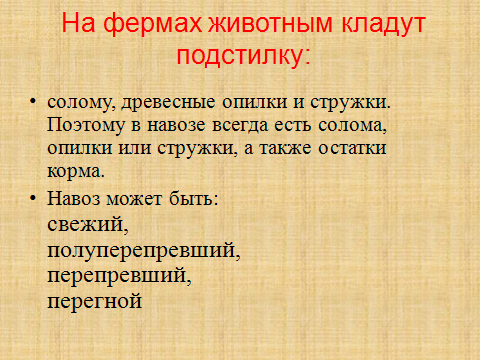 На фермах животным кладут
подстилку:
• солому, древесные опилки и стружки.
Поэтому в навозе всегда есть солома,
опилки или стружки, а также остатки
корма.
• Навоз может быть:
свежий,
полуперепревший,
перепревший,
перегной